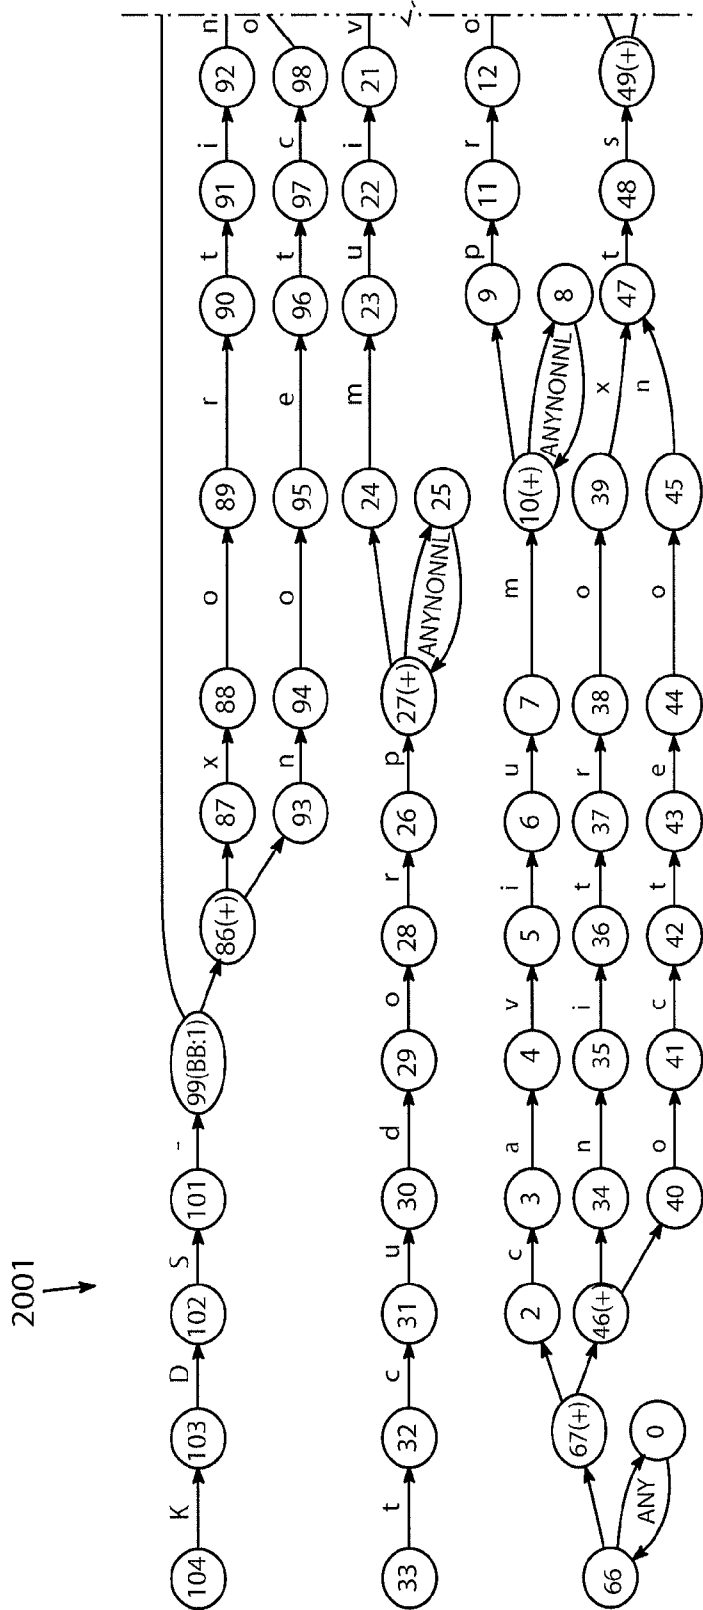 2001
K D S - x o r t i n
104 103 102 101 99(BB:1) 86(+) 87 88 89 90 91 92
n o e t c o
93 94 95 96 97 98
t c u d o r p m u i v
33 32 31 30 29 28 26 27(+) 24 23 22 21
ANYNONNL 25
p r o
9 11 12
c a v i u m
2 3 4 5 6 7 10(+) ANYNONNL 8
67(+)
n i t r o x t s
46(+ 34 35 36 37 38 39 47 48 49(+)
66 ANY 0
o c t e o n
40 41 42 43 44 45